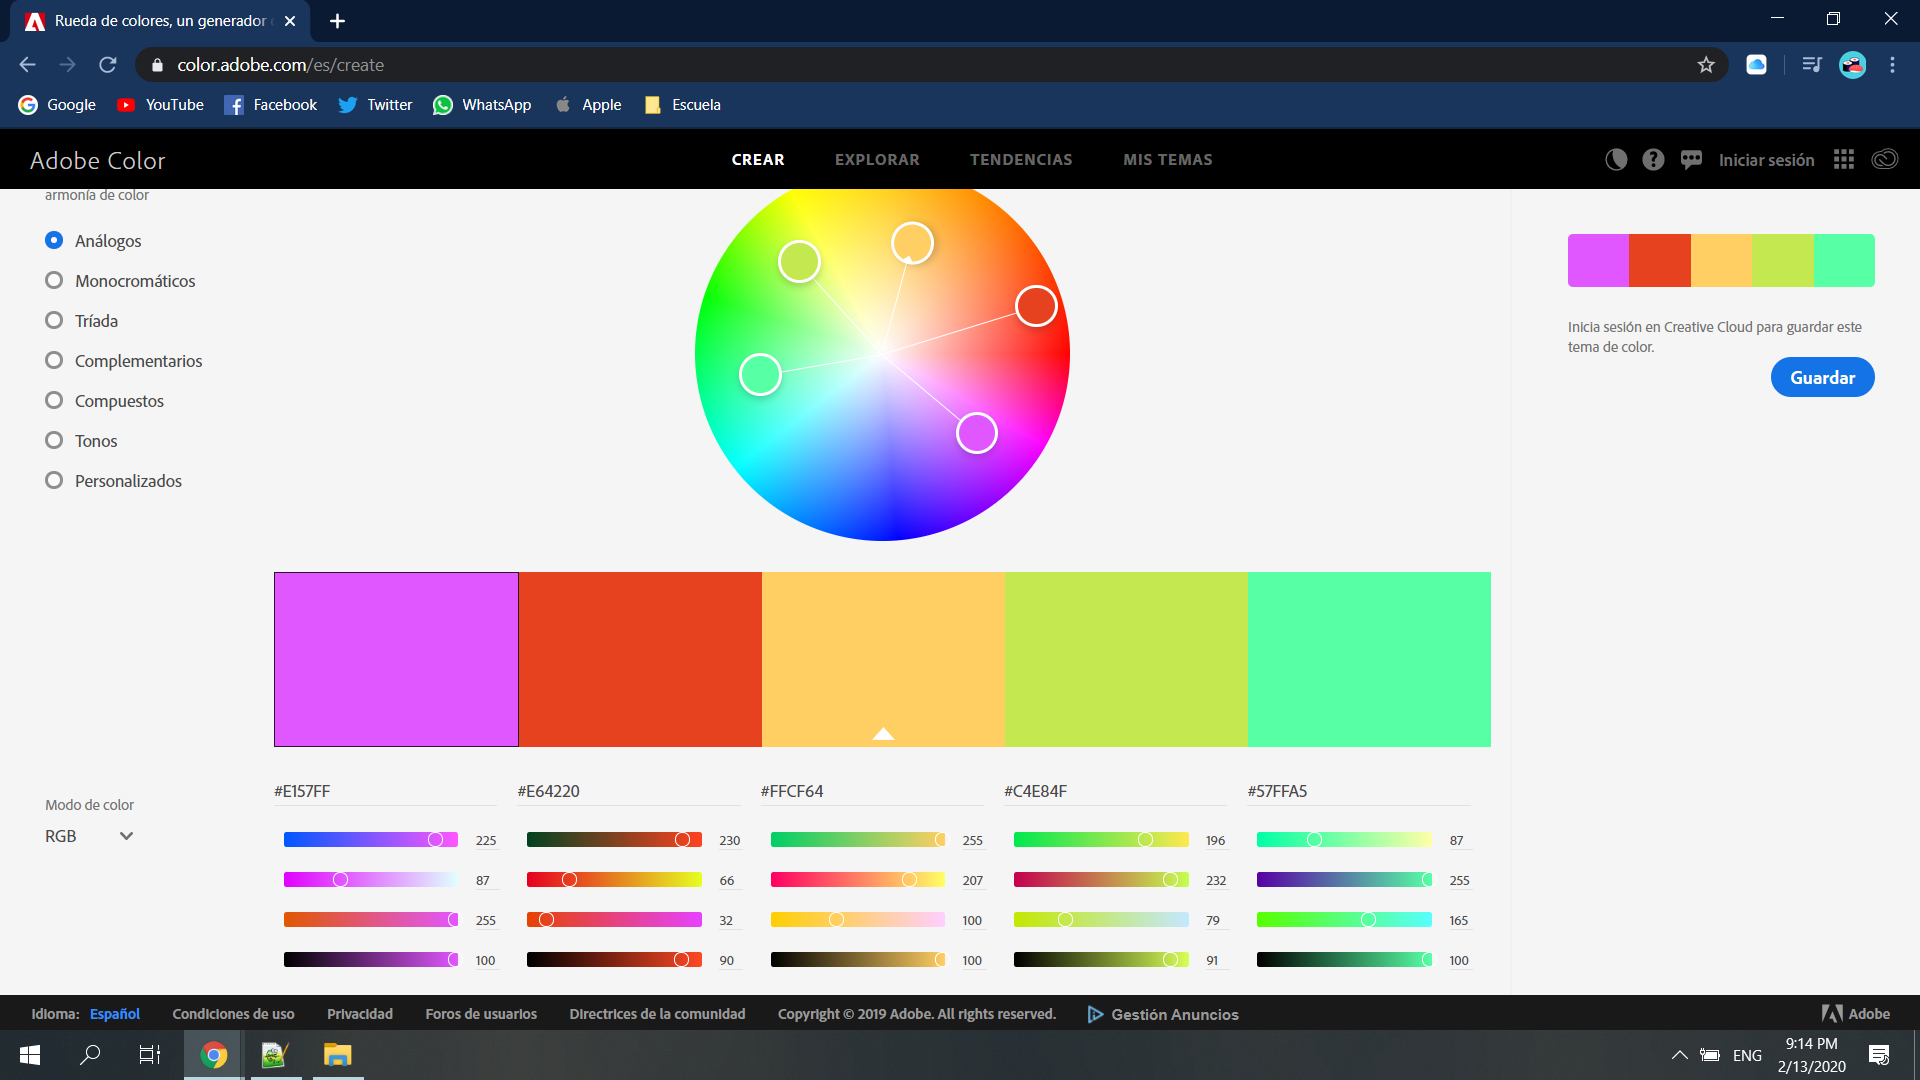 Rueda de colores, un generador
color.adobe.com/es/create
Google YouTube Facebook Twitter WhatsApp Apple Escuela
Adobe Color CREAR EXPLORAR TENDENCIAS MIS TEMAS Iniciar sesión
armonía de color
Análogos
Monocromáticos
Tríada
Complementarios
Compuestos
Tonos
Personalizados
Inicia sesión en Creative Cloud para guardar este
tema de color.
Guardar
#E157FF #E64220 #FFCF64 #C4E84F #57FFA5
Modo de color
RGB
225 230 255 196 87
87 66 207 232 255
255 32 100 79 165
100 90 100 91 100
Idioma: Español Condiciones de uso Privacidad Foros de usuarios Directrices de la comunidad Copyright © 2019 Adobe. All rights reserved. Gestión Anuncios Adobe
ENG
9:14 PM
2/13/2020